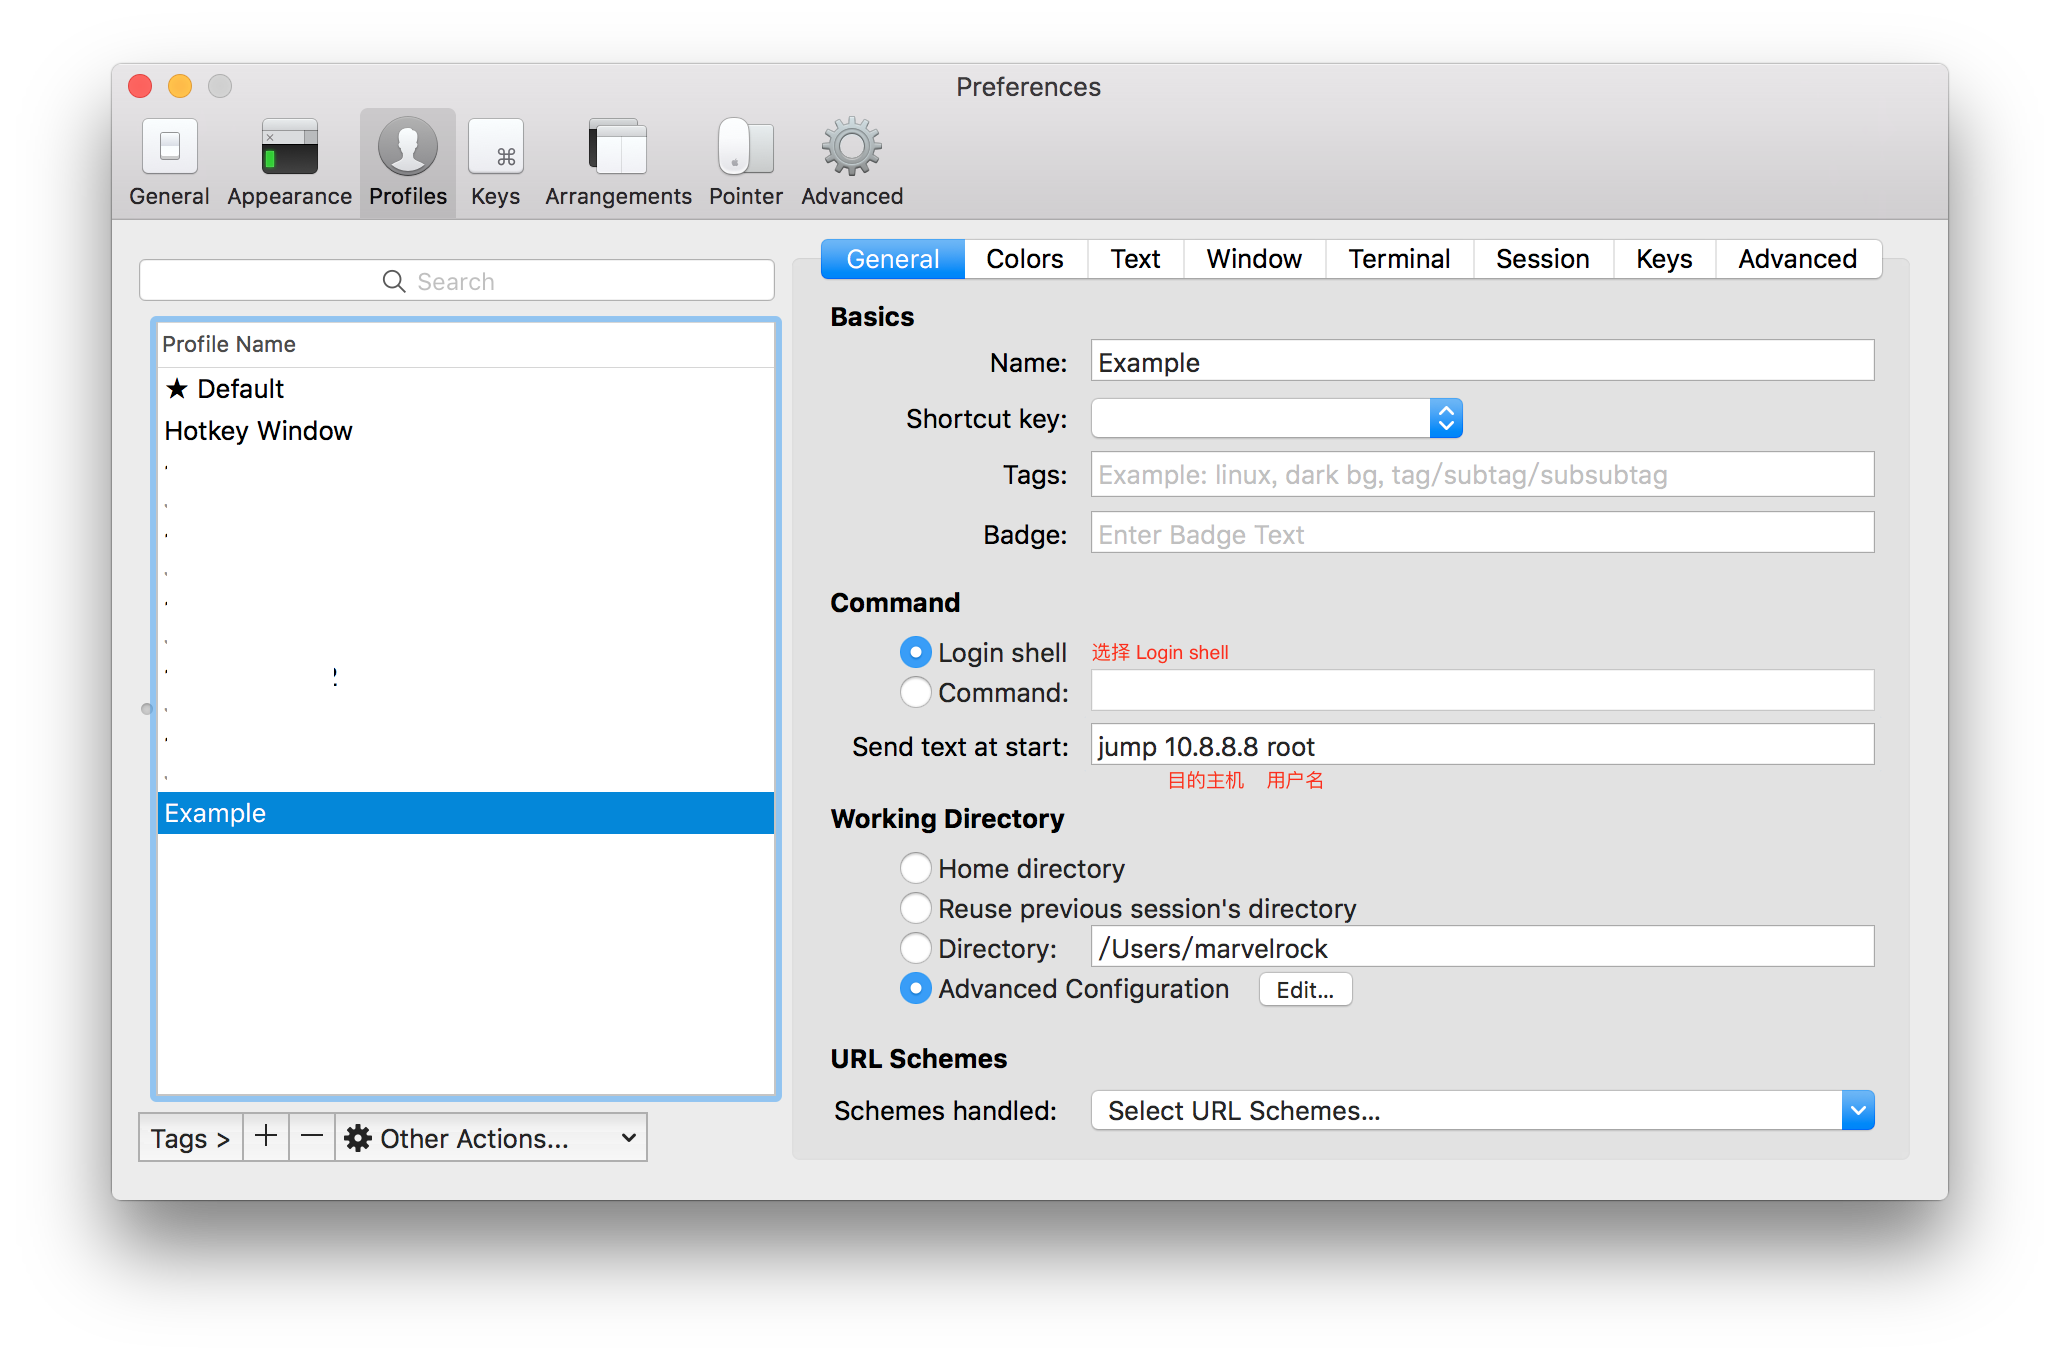 Preferences
General Appearance Profiles Keys Arrangements Pointer Advanced
Search
Profile Name
★ Default
Hotkey Window
Example
Tags > + — Other Actions...
General Colors Text Window Terminal Session Keys Advanced
Basics
Name: Example
Shortcut key:
Tags: Example: linux, dark bg, tag/subtag/subsubtag
Badge: Enter Badge Text
Command
Login shell 选择 Login shell
Command:
Send text at start: jump 10.8.8.8 root
目的主机 用户名
Working Directory
Home directory
Reuse previous session's directory
Directory: /Users/marvelrock
Advanced Configuration Edit...
URL Schemes
Schemes handled: Select URL Schemes...